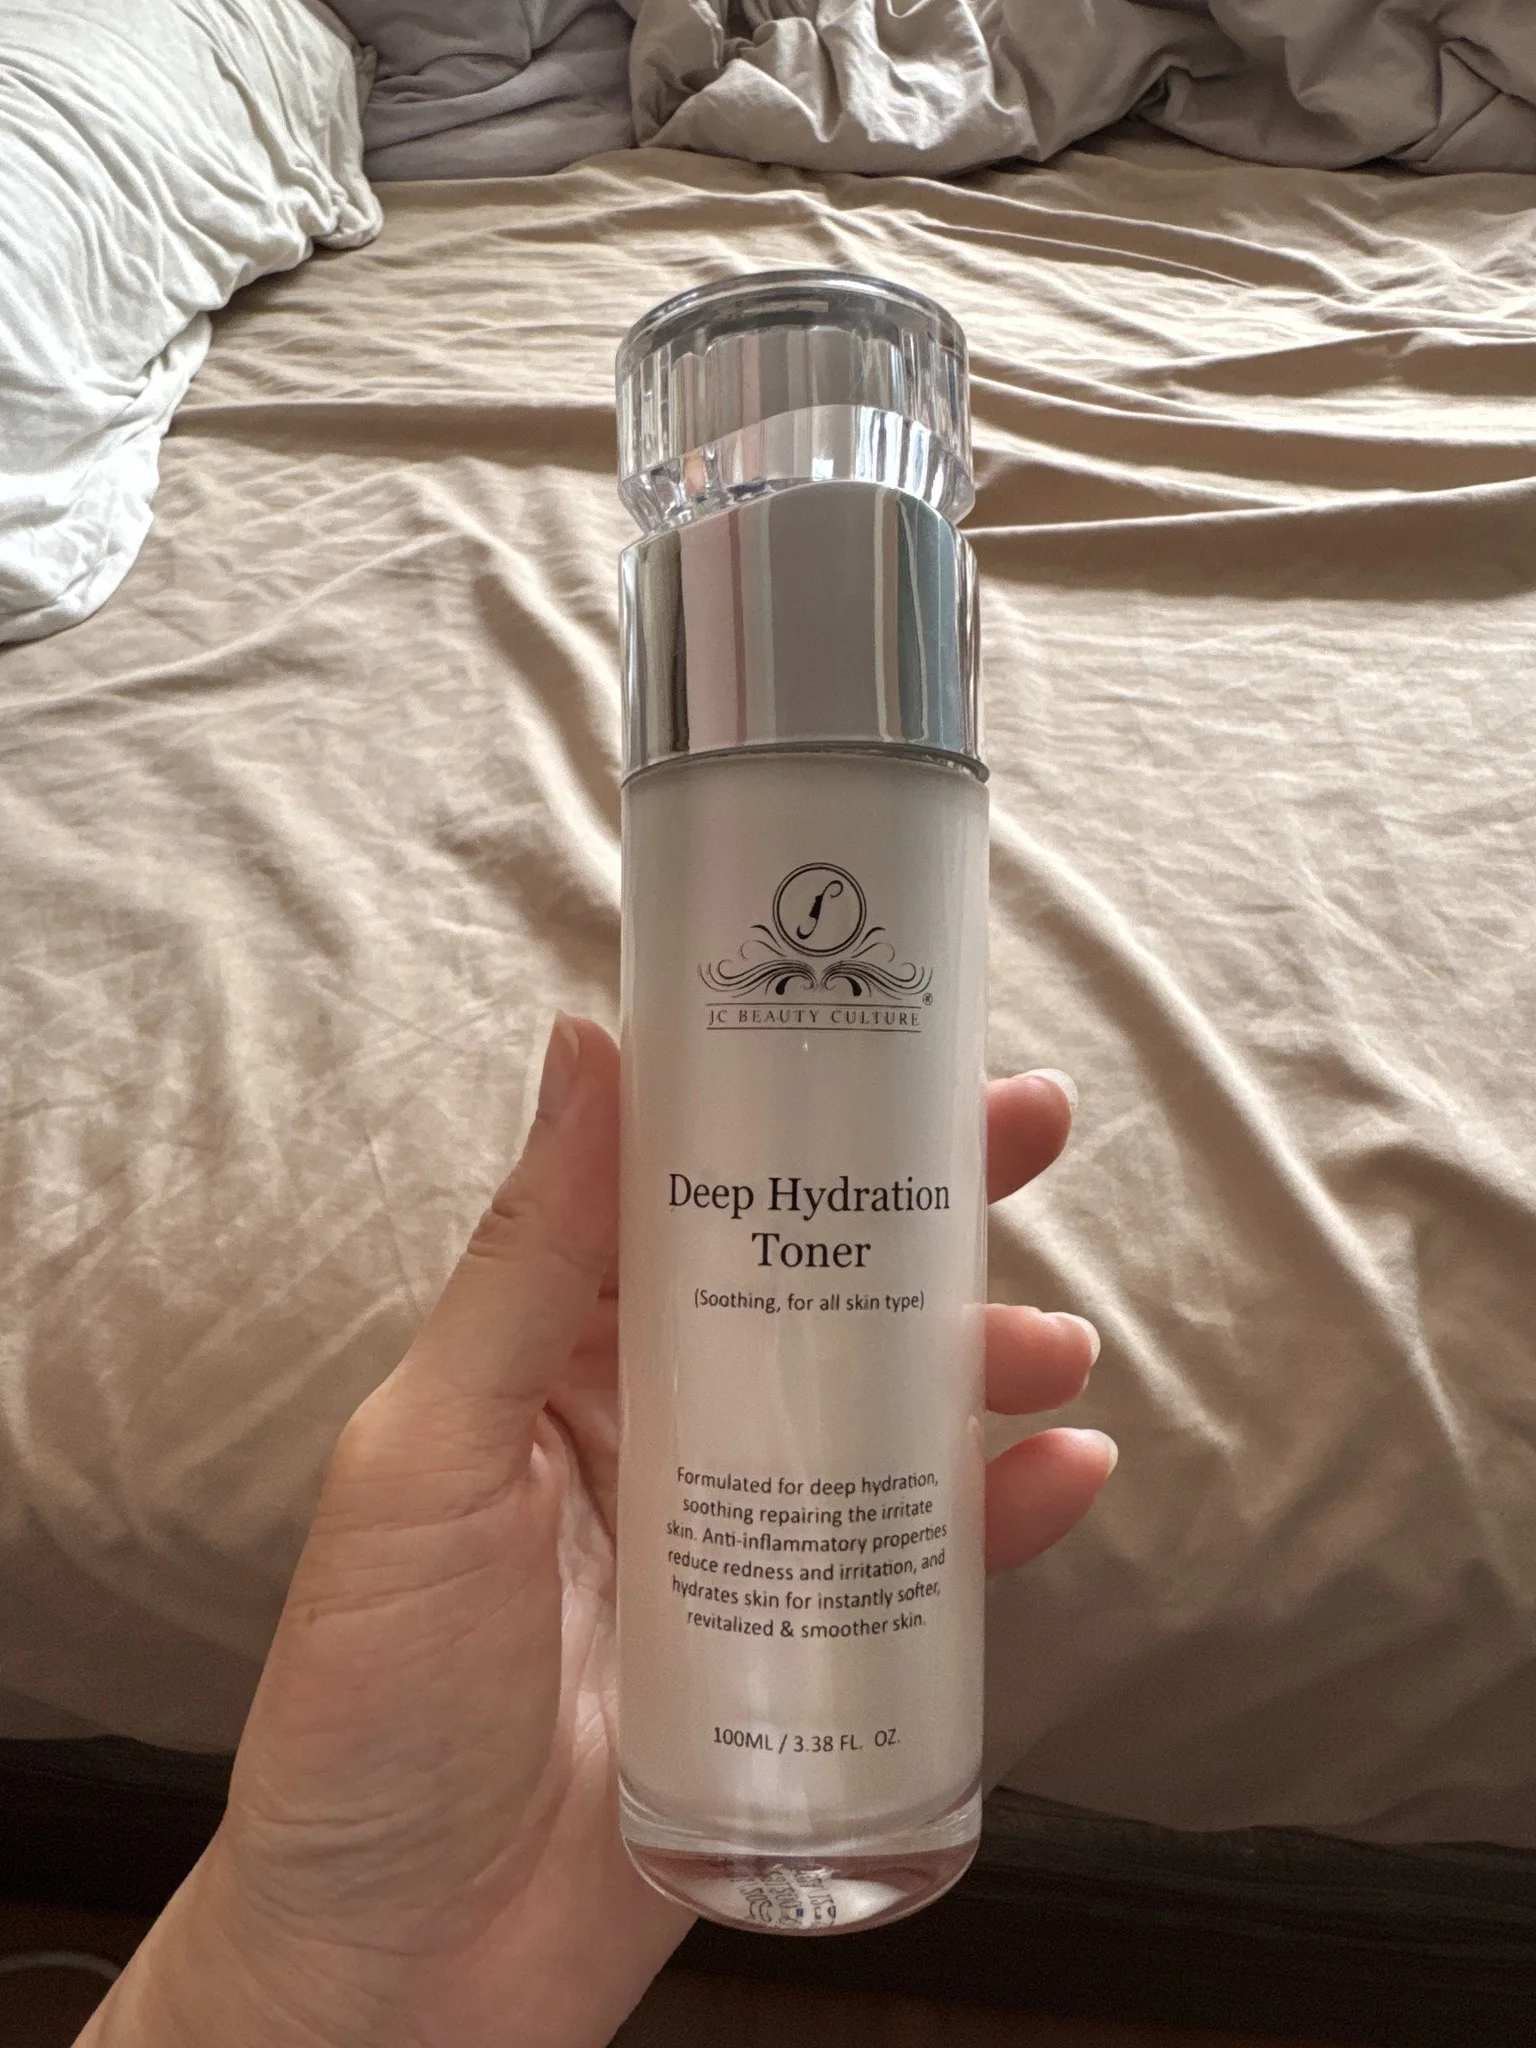 JC BEAUTY CULTURE
®
Deep Hydration
Toner
(Soothing, for all skin type)
Formulated for deep hydration,
soothing repairing the irritate
skin. Anti-inflammatory properties
reduce redness and irritation, and
hydrates skin for instantly softer,
revitalized & smoother skin.
100ML / 3.38 FL. OZ.